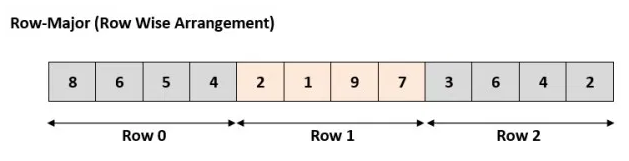 Row-Major (Row Wise Arrangement)
8 6 5 4 2 1 9 7 3 6 4 2
Row 0 Row 1 Row 2